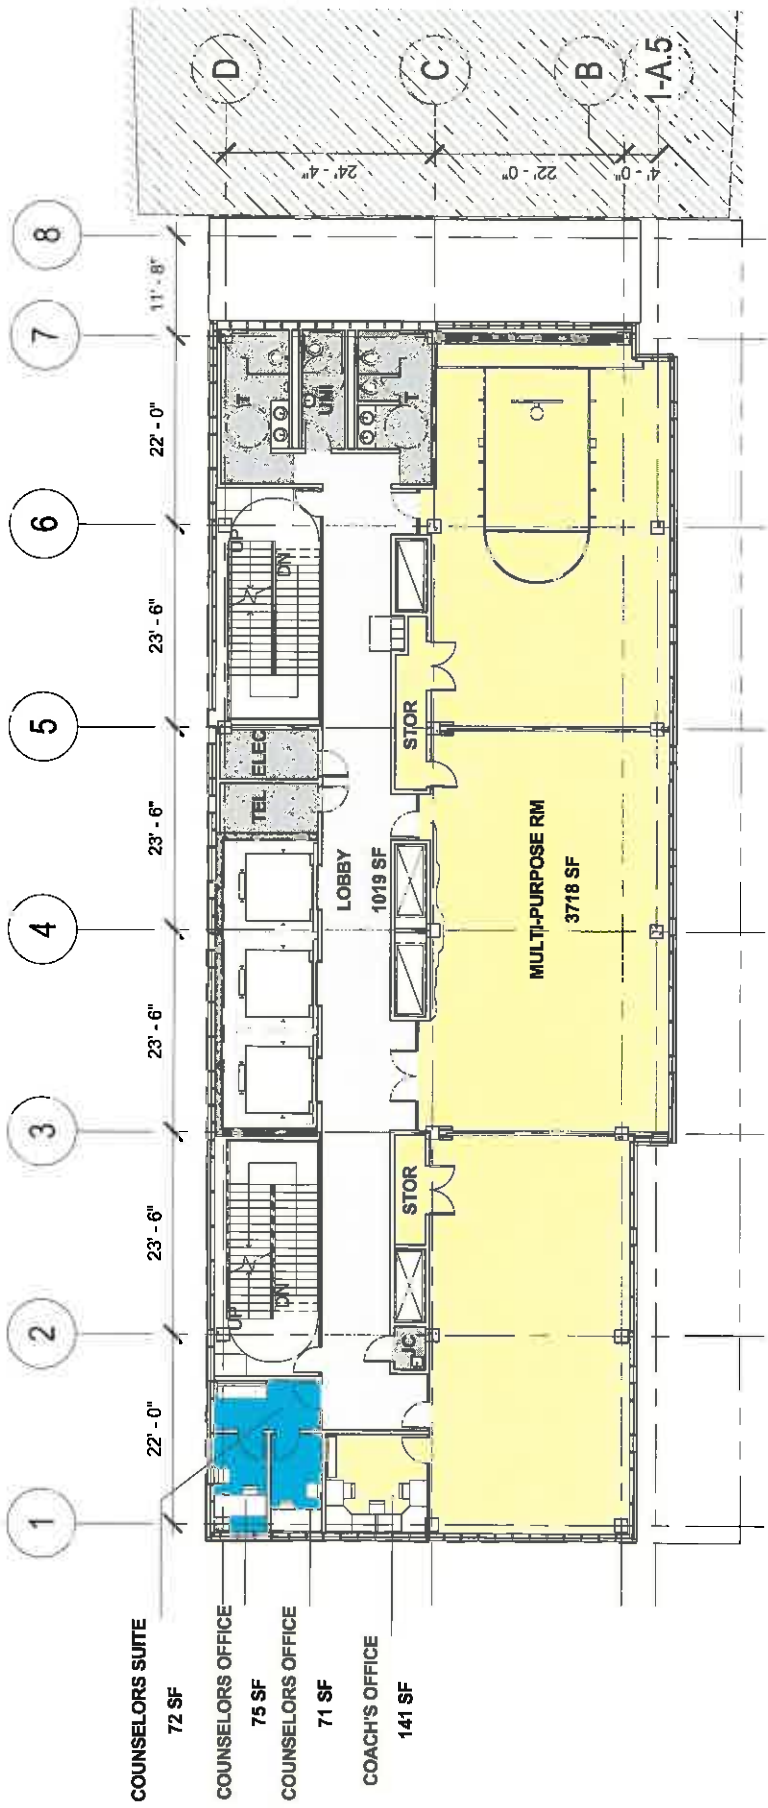 1
2
3
4
5
6
7
8
22' - 0"
23' - 6"
23' - 6"
23' - 6"
23' - 6"
22' - 0"
11' - 8"
D
C
B
1-A.5
24' - 4"
22' - 0"
4' - 0"
COUNSELORS SUITE
72 SF
COUNSELORS OFFICE
75 SF
COUNSELORS OFFICE
71 SF
COACH'S OFFICE
141 SF
UP
DN
JC
STOR
LOBBY
1019 SF
TEL
ELEC
STOR
UP
DN
T
UNI
T
MULTI-PURPOSE RM
3718 SF